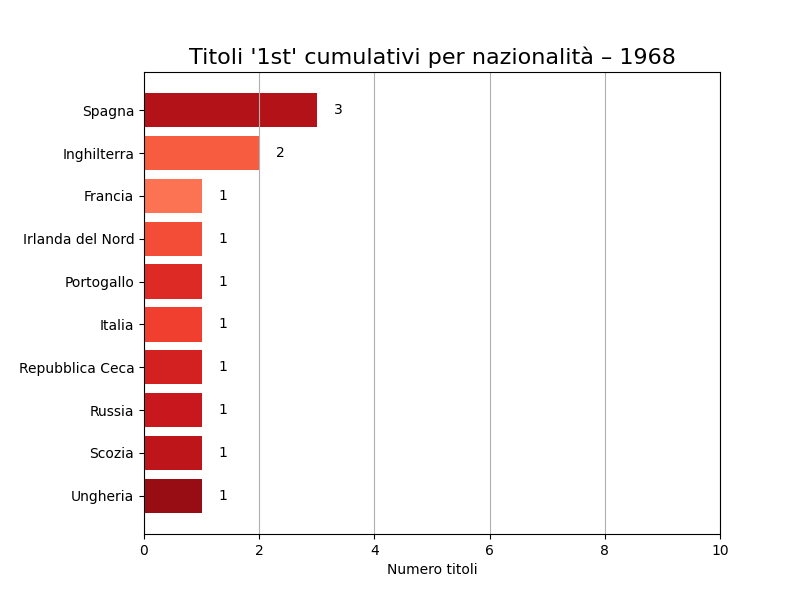 Titoli '1st' cumulativi per nazionalità – 1968
Spagna 3
Inghilterra 2
Francia 1
Irlanda del Nord 1
Portogallo 1
Italia 1
Repubblica Ceca 1
Russia 1
Scozia 1
Ungheria 1
0 2 4 6 8 10
Numero titoli